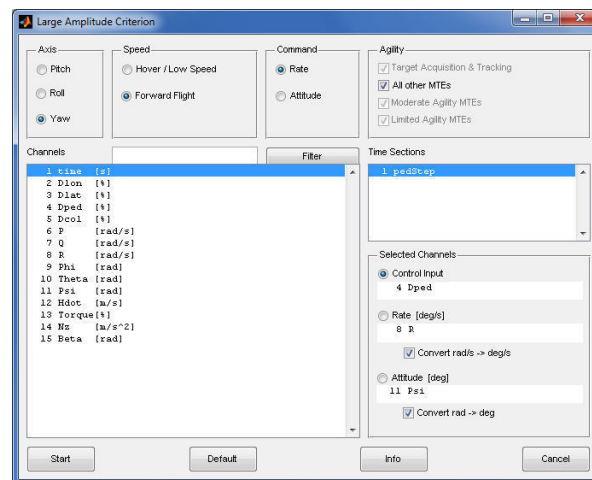 Large Amplitude Criterion
Axis
Pitch
Roll
Yaw
Speed
Hover / Low Speed
Forward Flight
Command
Rate
Attitude
Agility
Target Acquisition & Tracking
All other MTEs
Moderate Agility MTEs
Limited Agility MTEs
Channels
Filter
1 time [s]
2 Dlon [%]
3 Dlat [%]
4 Dped [%]
5 Dcol [%]
6 P [rad/s]
7 Q [rad/s]
8 R [rad/s]
9 Phi [rad]
10 Theta [rad]
11 Psi [rad]
12 Hdot [m/s]
13 Torque[%]
14 Nz [m/s^2]
15 Beta [rad]
Time Sections
1 pedStep
Selected Channels
Control Input
4 Dped
Rate [deg/s]
8 R
Convert rad/s -> deg/s
Attitude [deg]
11 Psi
Convert rad -> deg
Start
Default
Info
Cancel